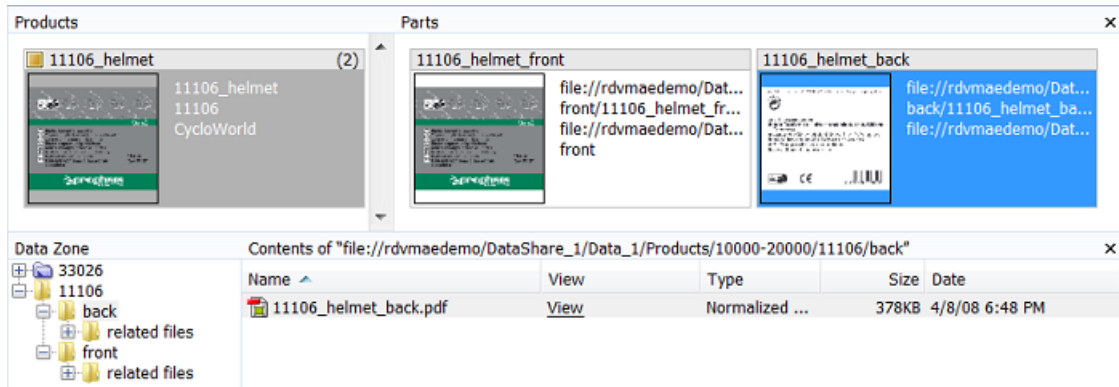 Products
11106_helmet (2)
11106_helmet
11106
CycloWorld
Parts
11106_helmet_front
file://rdvmaedemo/Dat...
front/11106_helmet_fr...
file://rdvmaedemo/Dat...
front
11106_helmet_back
file://rdvmaedemo/Dat...
back/11106_helmet_ba...
file://rdvmaedemo/Dat...
Data Zone
33026
11106
back
related files
front
related files
Contents of "file://rdvmaedemo/DataShare_1/Data_1/Products/10000-20000/11106/back"
Name View Type Size Date
11106_helmet_back.pdf View Normalized ... 378KB 4/8/08 6:48 PM